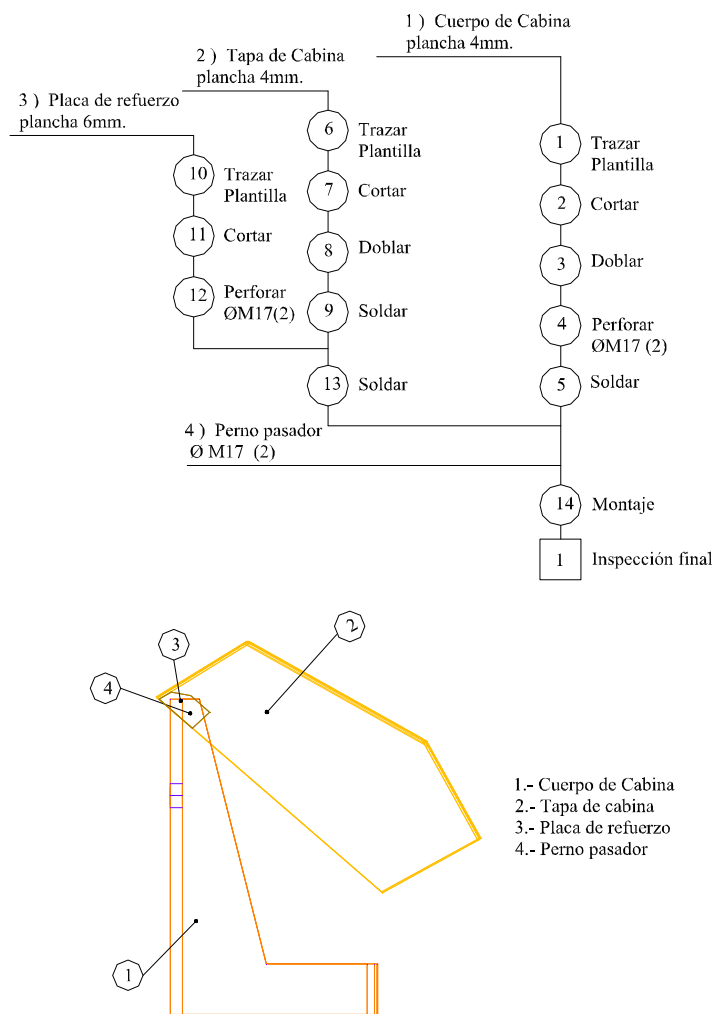 1 ) Cuerpo de Cabina
plancha 4mm.
2 ) Tapa de Cabina
plancha 4mm.
3 ) Placa de refuerzo
plancha 6mm.
10 Trazar
Plantilla
11 Cortar
12 Perforar
ØM17(2)
6 Trazar
Plantilla
7 Cortar
8 Doblar
9 Soldar
13 Soldar
1 Trazar
Plantilla
2 Cortar
3 Doblar
4 Perforar
ØM17 (2)
5 Soldar
4 ) Perno pasador
Ø M17 (2)
14 Montaje
1 Inspección final
2
3
4
1
1.- Cuerpo de Cabina
2.- Tapa de cabina
3.- Placa de refuerzo
4.- Perno pasador